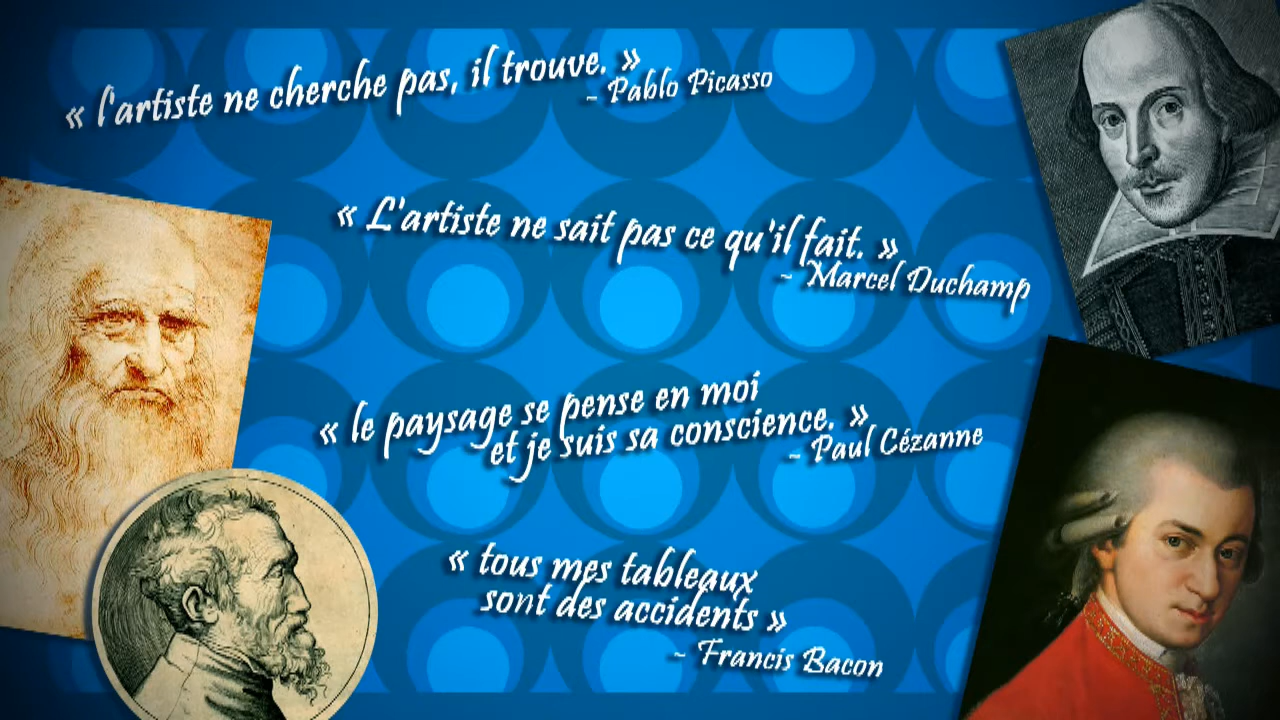 « l'artiste ne cherche pas, il trouve. »
~ Pablo Picasso
« L'artiste ne sait pas ce qu'il fait. »
~ Marcel Duchamp
« le paysage se pense en moi
et je suis sa conscience. »
~ Paul Cézanne
« tous mes tableaux
sont des accidents »
~ Francis Bacon